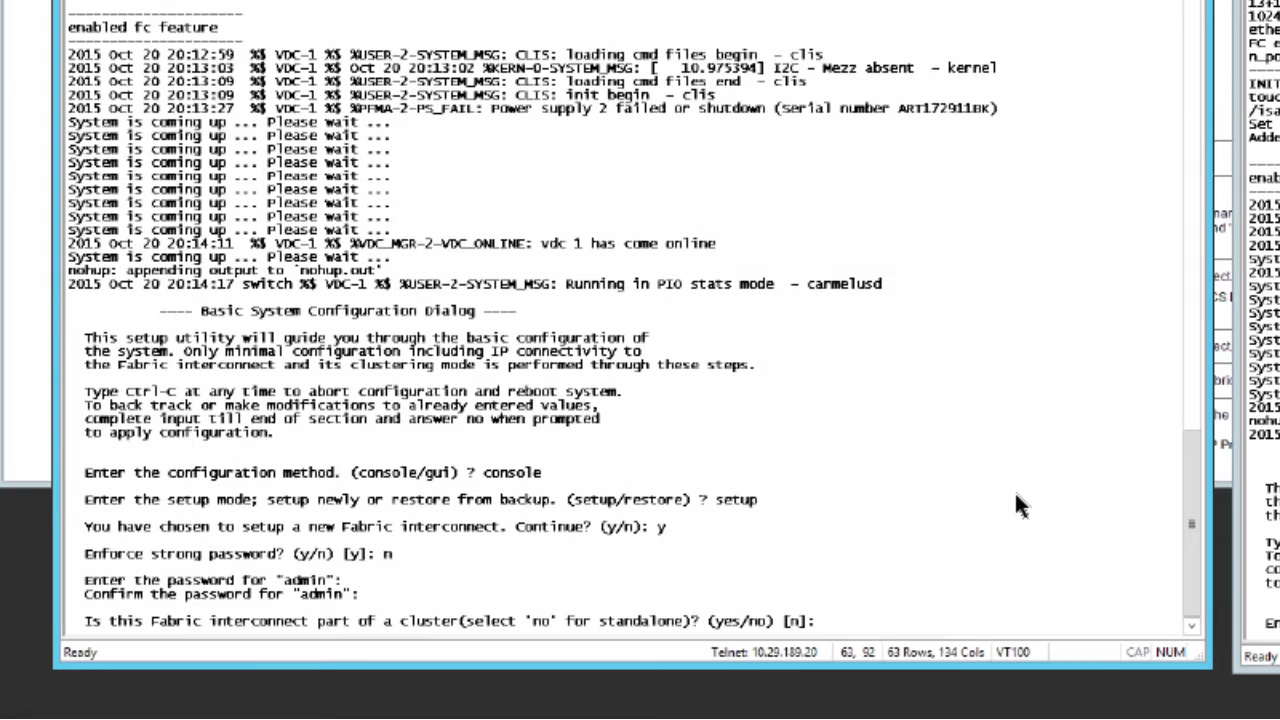 --------------------
enabled fc feature
--------------------
2015 Oct 20 20:12:59  %$ VDC-1 %$ %USER-2-SYSTEM_MSG: CLIS: loading cmd files begin  - clis
2015 Oct 20 20:13:03  %$ VDC-1 %$ Oct 20 20:13:02 %KERN-0-SYSTEM_MSG: [   10.975394] I2C - Mezz absent  - kernel
2015 Oct 20 20:13:09  %$ VDC-1 %$ %USER-2-SYSTEM_MSG: CLIS: loading cmd files end  - clis
2015 Oct 20 20:13:09  %$ VDC-1 %$ %USER-2-SYSTEM_MSG: CLIS: init begin  - clis
2015 Oct 20 20:13:27  %$ VDC-1 %$ %PFMA-2-PS_FAIL: Power supply 2 failed or shutdown (Serial number ART172911BK)
System is coming up ... Please wait ...
System is coming up ... Please wait ...
System is coming up ... Please wait ...
System is coming up ... Please wait ...
System is coming up ... Please wait ...
System is coming up ... Please wait ...
System is coming up ... Please wait ...
System is coming up ... Please wait ...
System is coming up ... Please wait ...
2015 Oct 20 20:14:11  %$ VDC-1 %$ %VDC_MGR-2-VDC_ONLINE: vdc 1 has come online
System is coming up ... Please wait ...
nohup: appending output to `nohup.out'
2015 Oct 20 20:14:17 switch %$ VDC-1 %$ %USER-2-SYSTEM_MSG: Running in PIO stats mode  - carmelusd
---- Basic System Configuration Dialog ----
This setup utility will guide you through the basic configuration of
the system. Only minimal configuration including IP connectivity to
the Fabric interconnect and its clustering mode is performed through these steps.
Type Ctrl-C at any time to abort configuration and reboot system.
To back track or make modifications to already entered values,
complete input till end of section and answer no when prompted
to apply configuration.
Enter the configuration method. (console/gui) ? console
Enter the setup mode; setup newly or restore from backup. (setup/restore) ? setup
You have chosen to setup a new Fabric interconnect. Continue? (y/n): y
Enforce strong password? (y/n) [y]: n
Enter the password for "admin":
Confirm the password for "admin":
Is this Fabric interconnect part of a cluster(select 'no' for standalone)? (yes/no) [n]:
Ready Telnet: 10.29.189.20 63, 92 63 Rows, 134 Cols VT100 CAP NUM
Ready